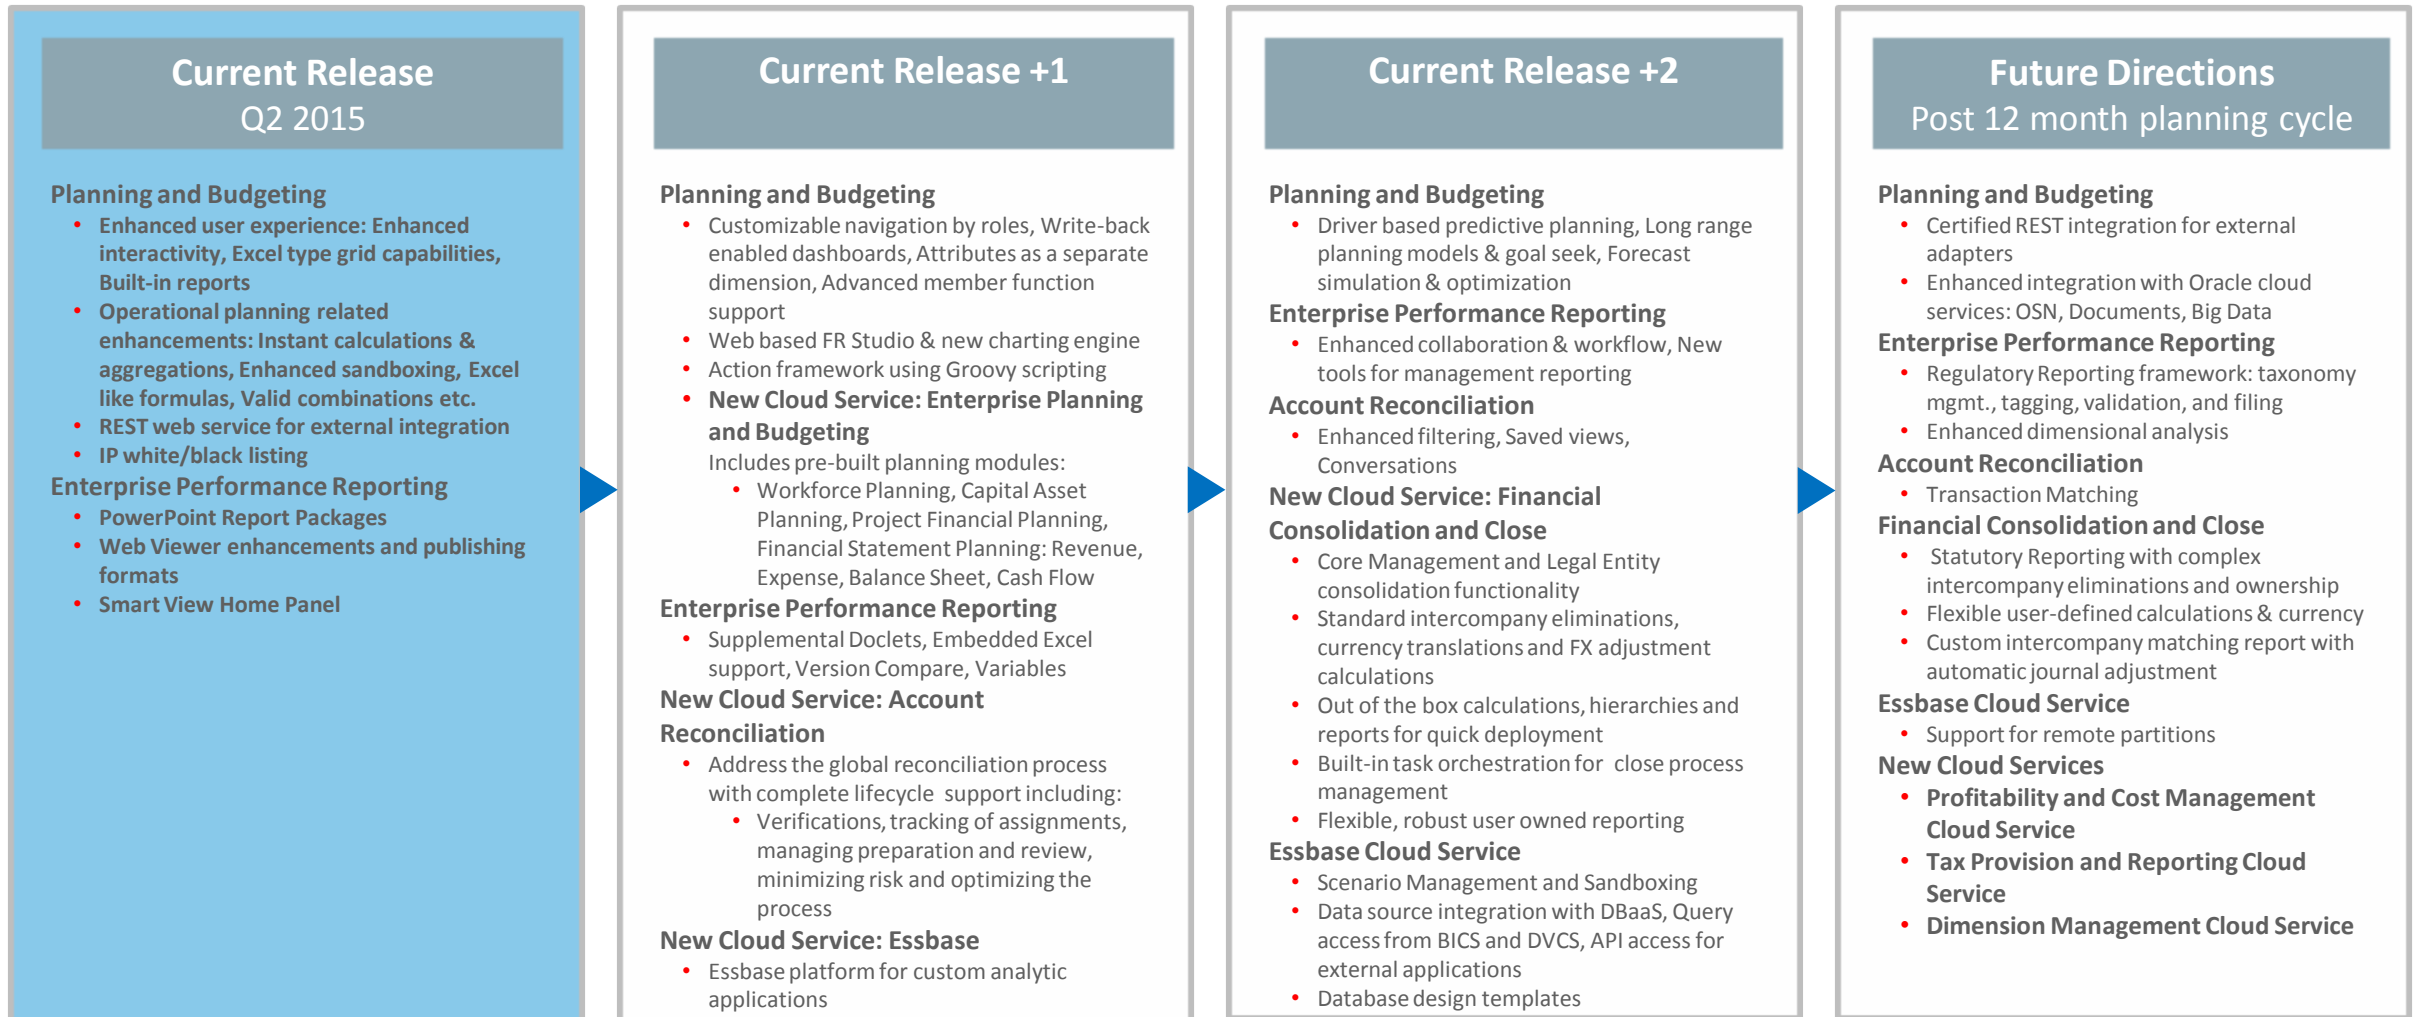 Current Release
Q2 2015
Planning and Budgeting
• Enhanced user experience: Enhanced
interactivity, Excel type grid capabilities,
Built-in reports
• Operational planning related
enhancements: Instant calculations &
aggregations, Enhanced sandboxing, Excel
like formulas, Valid combinations etc.
• REST web service for external integration
• IP white/black listing
Enterprise Performance Reporting
• PowerPoint Report Packages
• Web Viewer enhancements and publishing
formats
• Smart View Home Panel
Current Release +1
Planning and Budgeting
• Customizable navigation by roles, Write-back
enabled dashboards, Attributes as a separate
dimension, Advanced member function
support
• Web based FR Studio & new charting engine
• Action framework using Groovy scripting
• New Cloud Service: Enterprise Planning
and Budgeting
Includes pre-built planning modules:
• Workforce Planning, Capital Asset
Planning, Project Financial Planning,
Financial Statement Planning: Revenue,
Expense, Balance Sheet, Cash Flow
Enterprise Performance Reporting
• Supplemental Doclets, Embedded Excel
support, Version Compare, Variables
New Cloud Service: Account
Reconciliation
• Address the global reconciliation process
with complete lifecycle support including:
• Verifications, tracking of assignments,
managing preparation and review,
minimizing risk and optimizing the
process
New Cloud Service: Essbase
• Essbase platform for custom analytic
applications
Current Release +2
Planning and Budgeting
• Driver based predictive planning, Long range
planning models & goal seek, Forecast
simulation & optimization
Enterprise Performance Reporting
• Enhanced collaboration & workflow, New
tools for management reporting
Account Reconciliation
• Enhanced filtering, Saved views,
Conversations
New Cloud Service: Financial
Consolidation and Close
• Core Management and Legal Entity
consolidation functionality
• Standard intercompany eliminations,
currency translations and FX adjustment
calculations
• Out of the box calculations, hierarchies and
reports for quick deployment
• Built-in task orchestration for close process
management
• Flexible, robust user owned reporting
Essbase Cloud Service
• Scenario Management and Sandboxing
• Data source integration with DBaaS, Query
access from BICS and DVCS, API access for
external applications
• Database design templates
Future Directions
Post 12 month planning cycle
Planning and Budgeting
• Certified REST integration for external
adapters
• Enhanced integration with Oracle cloud
services: OSN, Documents, Big Data
Enterprise Performance Reporting
• Regulatory Reporting framework: taxonomy
mgmt., tagging, validation, and filing
• Enhanced dimensional analysis
Account Reconciliation
• Transaction Matching
Financial Consolidation and Close
• Statutory Reporting with complex
intercompany eliminations and ownership
• Flexible user-defined calculations & currency
• Custom intercompany matching report with
automatic journal adjustment
Essbase Cloud Service
• Support for remote partitions
New Cloud Services
• Profitability and Cost Management
Cloud Service
• Tax Provision and Reporting Cloud
Service
• Dimension Management Cloud Service